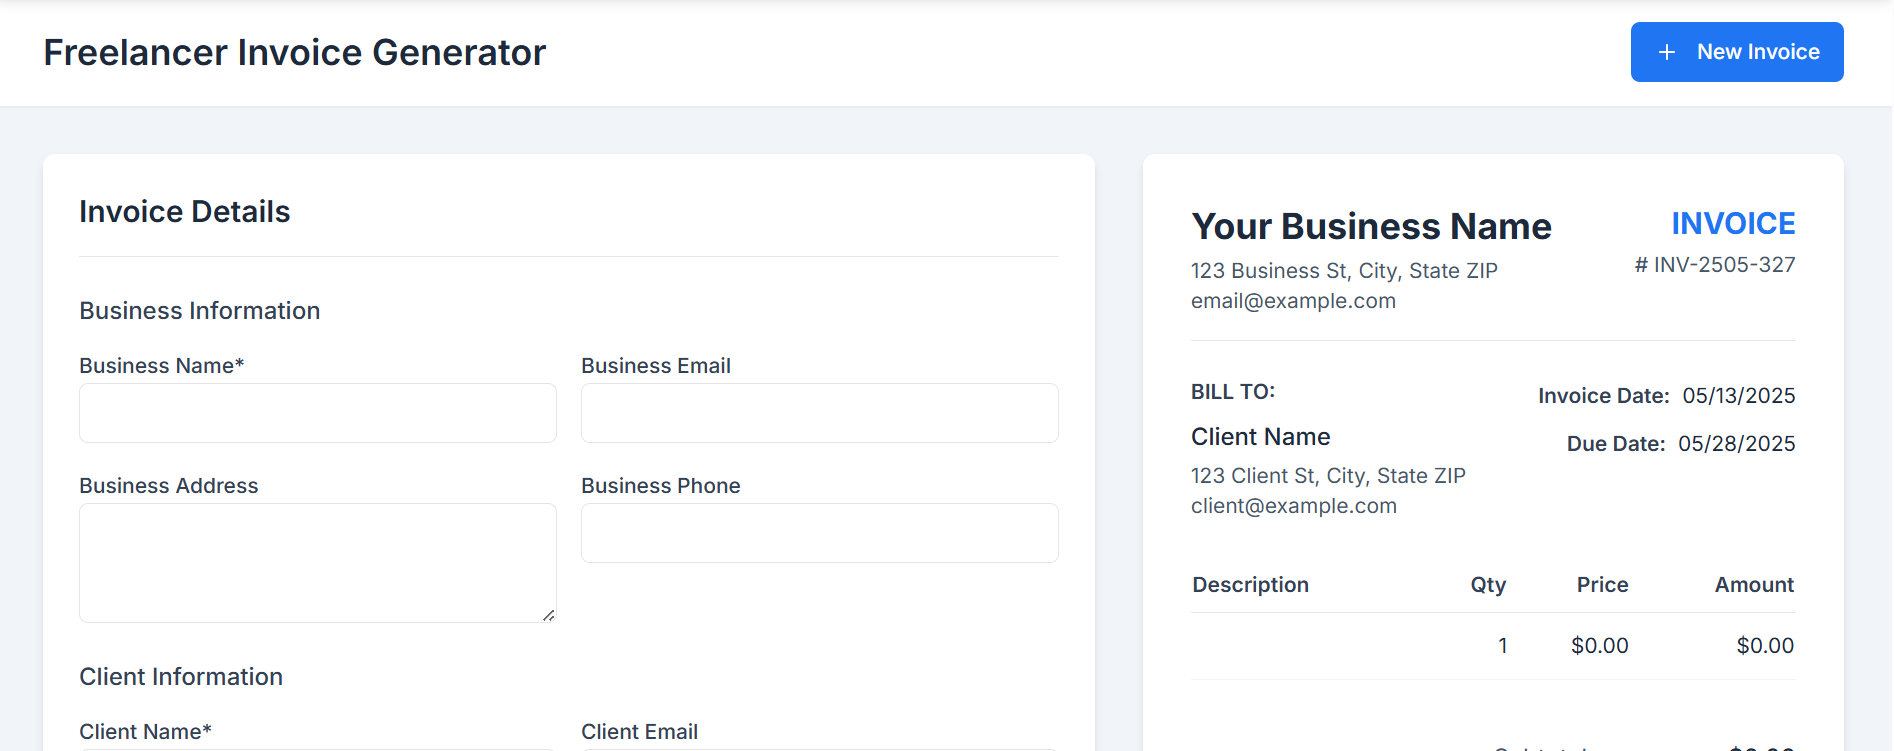 Freelancer Invoice Generator
+ New Invoice
Invoice Details
Business Information
Business Name*
Business Email
Business Address
Business Phone
Client Information
Client Name*
Client Email
Your Business Name
INVOICE
123 Business St, City, State ZIP
# INV-2505-327
email@example.com
BILL TO:
Invoice Date: 05/13/2025
Client Name
Due Date: 05/28/2025
123 Client St, City, State ZIP
client@example.com
Description Qty Price Amount
1 $0.00 $0.00